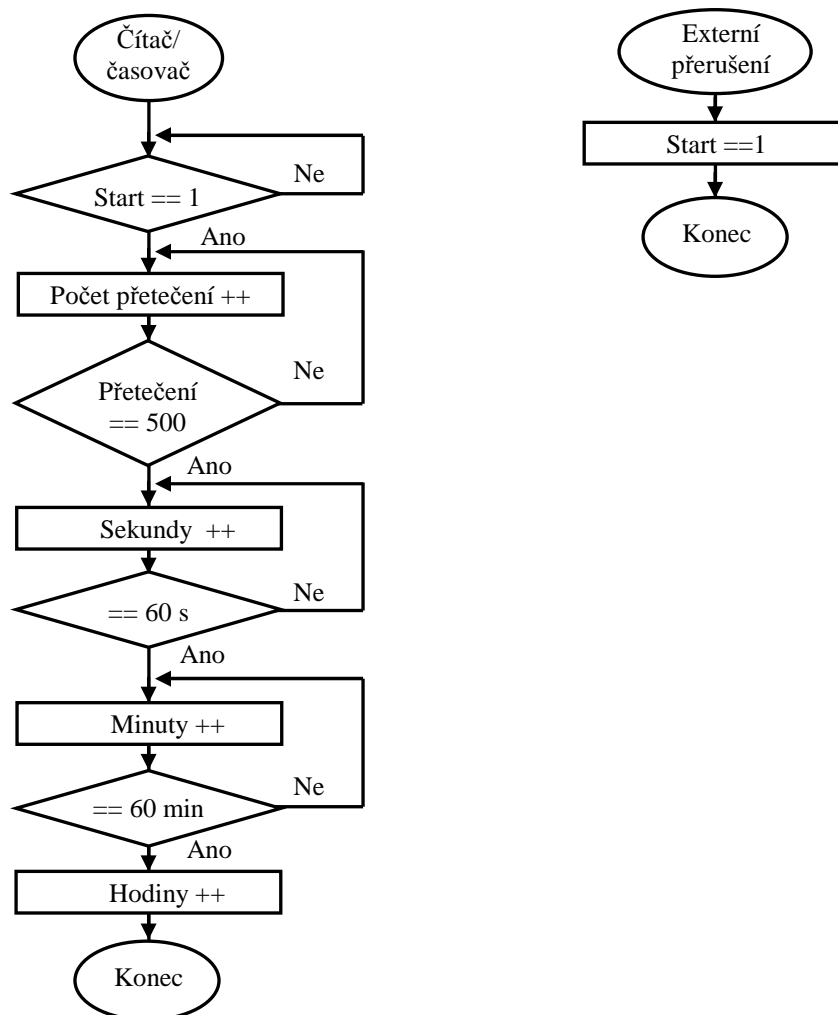 Čítač/
časovač
Ne
Start == 1
Ano
Počet přetečení ++
Ne
Přetečení
== 500
Ano
Sekundy ++
Ne
== 60 s
Ano
Minuty ++
Ne
== 60 min
Ano
Hodiny ++
Konec
Externí
přerušení
Start ==1
Konec